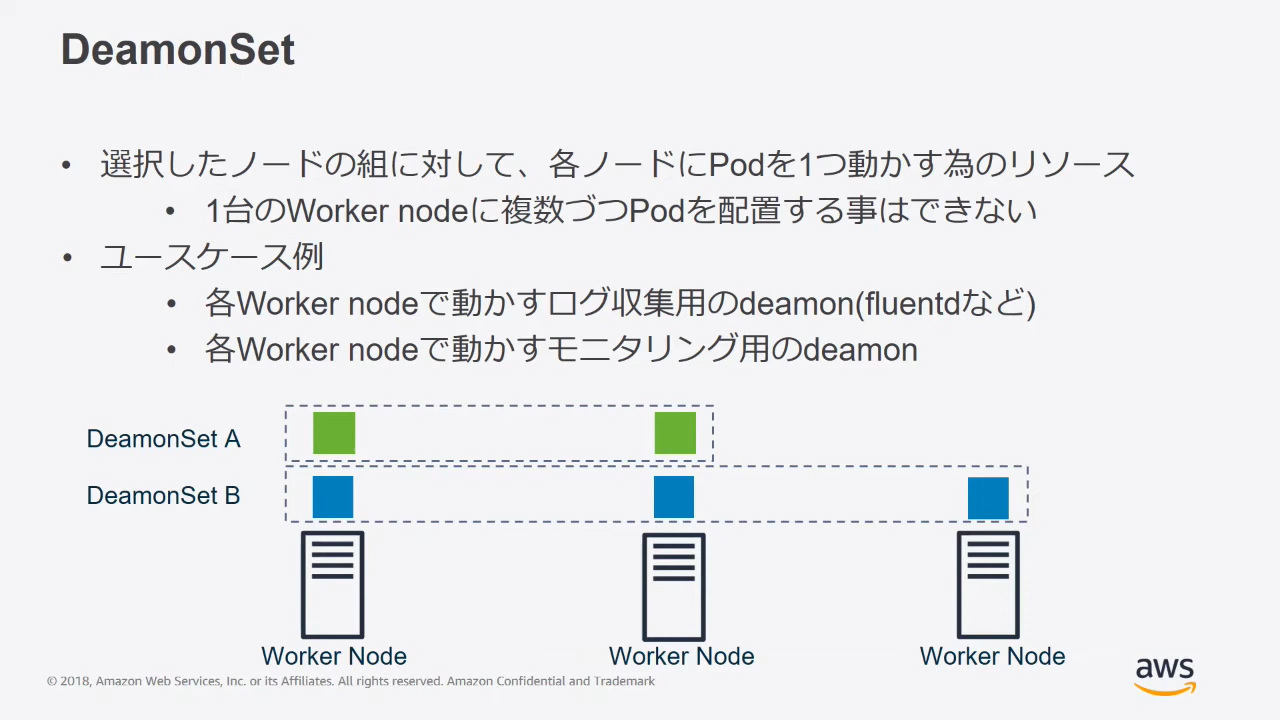 DeamonSet
• 選択したノードの組に対して、各ノードにPodを1つ動かす為のリソース
• 1台のWorker nodeに複数づつPodを配置する事はできない
• ユースケース例
• 各Worker nodeで動かすログ収集用のdeamon(fluentdなど)
• 各Worker nodeで動かすモニタリング用のdeamon
DeamonSet A
DeamonSet B
Worker Node
Worker Node
Worker Node
© 2018, Amazon Web Services, Inc. or its Affiliates. All rights reserved. Amazon Confidential and Trademark
aws